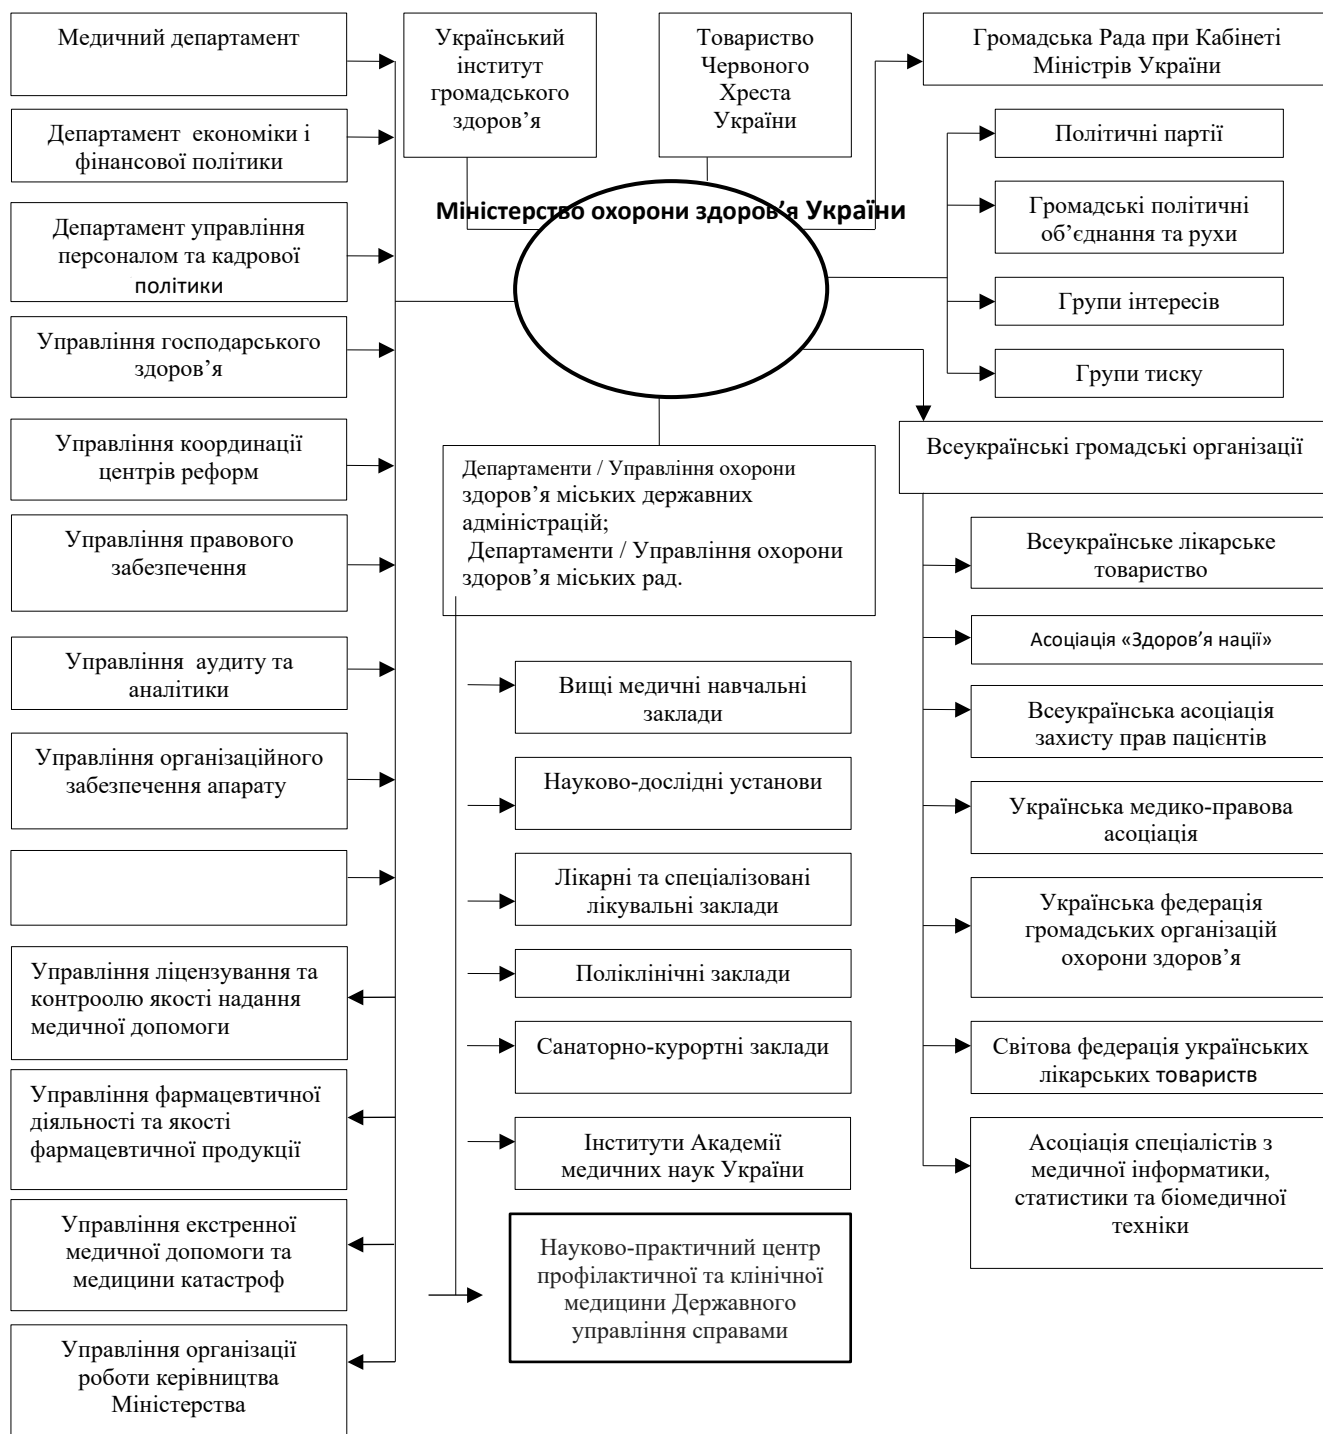 Медичний департамент
Департамент економіки і
фінансової політики
Департамент управління
персоналом та кадрової
політики
Управління господарського
здоров’я
Управління координації
центрів реформ
Управління правового
забезпечення
Управління аудиту та
аналітики
Управління організаційного
забезпечення апарату
Управління ліцензування та
контроолю якості надання
медичної допомоги
Управління фармацевтичної
діяльності та якості
фармацевтичної продукції
Управління екстренної
медичної допомоги та
медицини катастроф
Управління організації
роботи керівництва
Міністерства
Український
інститут
громадського
здоров’я
Товариство
Червоного
Хреста
України
Міністерство охорони здоров’я України
Департаменти / Управління охорони
здоров’я міських державних
адміністрацій;
Департаменти / Управління охорони
здоров’я міських рад.
Вищі медичні навчальні
заклади
Науково-дослідні установи
Лікарні та спеціалізовані
лікувальні заклади
Поліклінічні заклади
Санаторно-курортні заклади
Інститути Академії
медичних наук України
Науково-практичний центр
профілактичної та клінічної
медицини Державного
управління справами
Громадська Рада при Кабінеті
Міністрів України
Політичні партії
Громадські політичні
об’єднання та рухи
Групи інтересів
Групи тиску
Всеукраїнські громадські організації
Всеукраїнське лікарське
товариство
Асоціація «Здоров’я нації»
Всеукраїнська асоціація
захисту прав пацієнтів
Українська медико-правова
асоціація
Українська федерація
громадських організацій
охорони здоров’я
Світова федерація українських
лікарських товариств
Асоціація спеціалістів з
медичної інформатики,
статистики та біомедичної
техніки